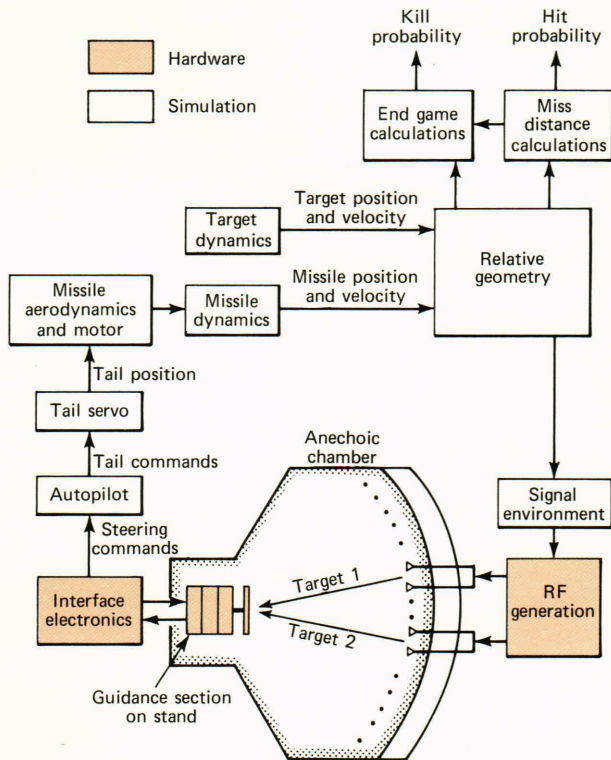 Kill
probability
Hit
probability
Hardware
Simulation
End game
calculations
Miss
distance
calculations
Target position
and velocity
Target
dynamics
Relative
geometry
Missile
aerodynamics
and motor
Missile
dynamics
Missile position
and velocity
Tail position
Tail servo
Tail commands
Autopilot
Steering
commands
Anechoic
chamber
Signal
environment
Interface
electronics
Target 1
Target 2
RF
generation
Guidance section
on stand